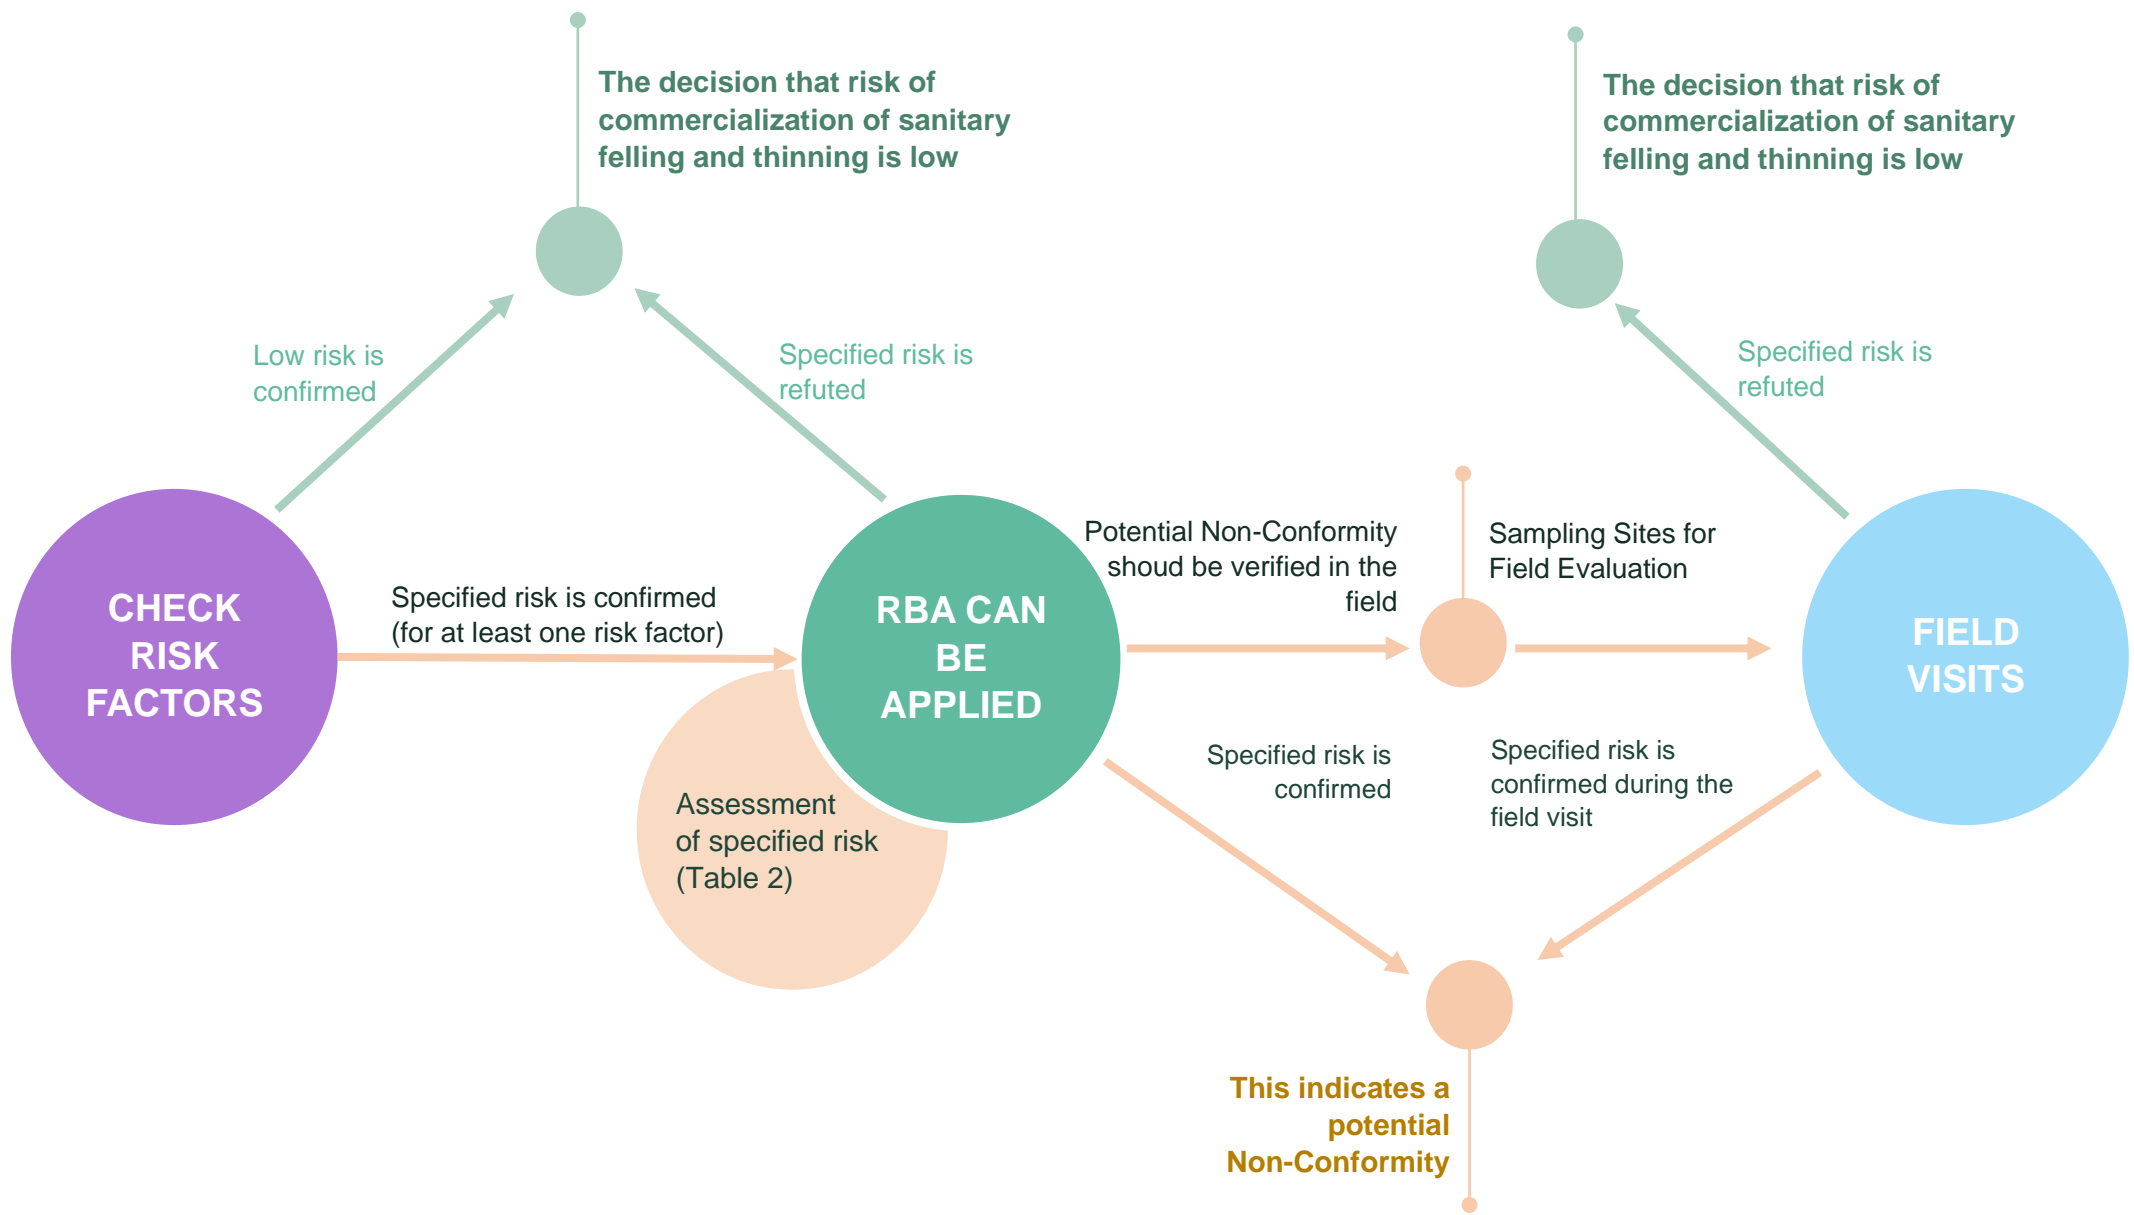 The decision that risk of
commercialization of sanitary
felling and thinning is low
The decision that risk of
commercialization of sanitary
felling and thinning is low
Low risk is
confirmed
Specified risk is
refuted
Specified risk is
refuted
CHECK
RISK
FACTORS
Specified risk is confirmed
(for at least one risk factor)
RBA CAN
BE
APPLIED
Potential Non-Conformity
shoud be verified in the
field
Sampling Sites for
Field Evaluation
FIELD
VISITS
Assessment
of specified risk
(Table 2)
Specified risk is
confirmed
Specified risk is
confirmed during the
field visit
This indicates a
potential
Non-Conformity